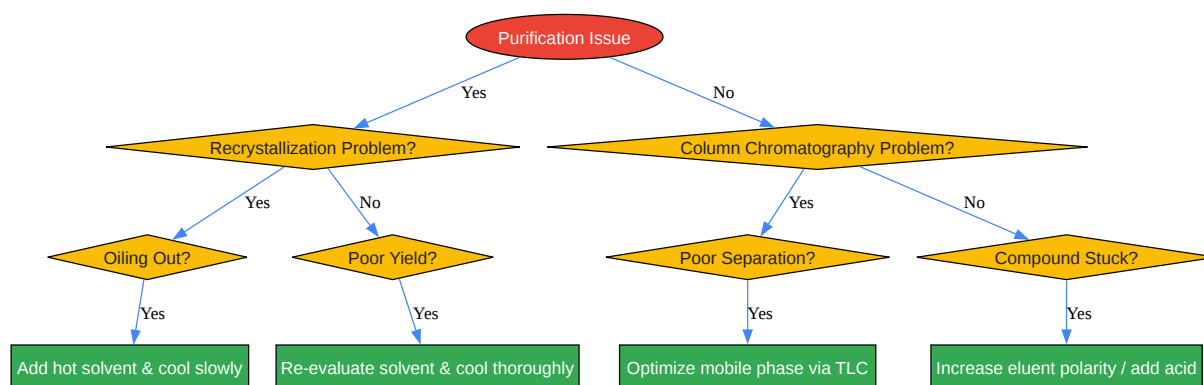 Purification Issue
Yes
No
Recrystallization Problem?
Column Chromatography Problem?
Yes
No
Yes
No
Oiling Out?
Poor Yield?
Poor Separation?
Compound Stuck?
Yes
Yes
Yes
Yes
Add hot solvent & cool slowly
Re-evaluate solvent & cool thoroughly
Optimize mobile phase via TLC
Increase eluent polarity / add acid